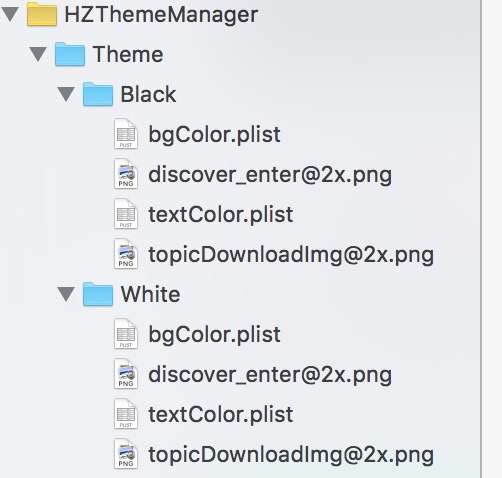 HZThemeManager
Theme
Black
bgColor.plist
discover_enter@2x.png
textColor.plist
topicDownloadImg@2x.png
White
bgColor.plist
discover_enter@2x.png
textColor.plist
topicDownloadImg@2x.png